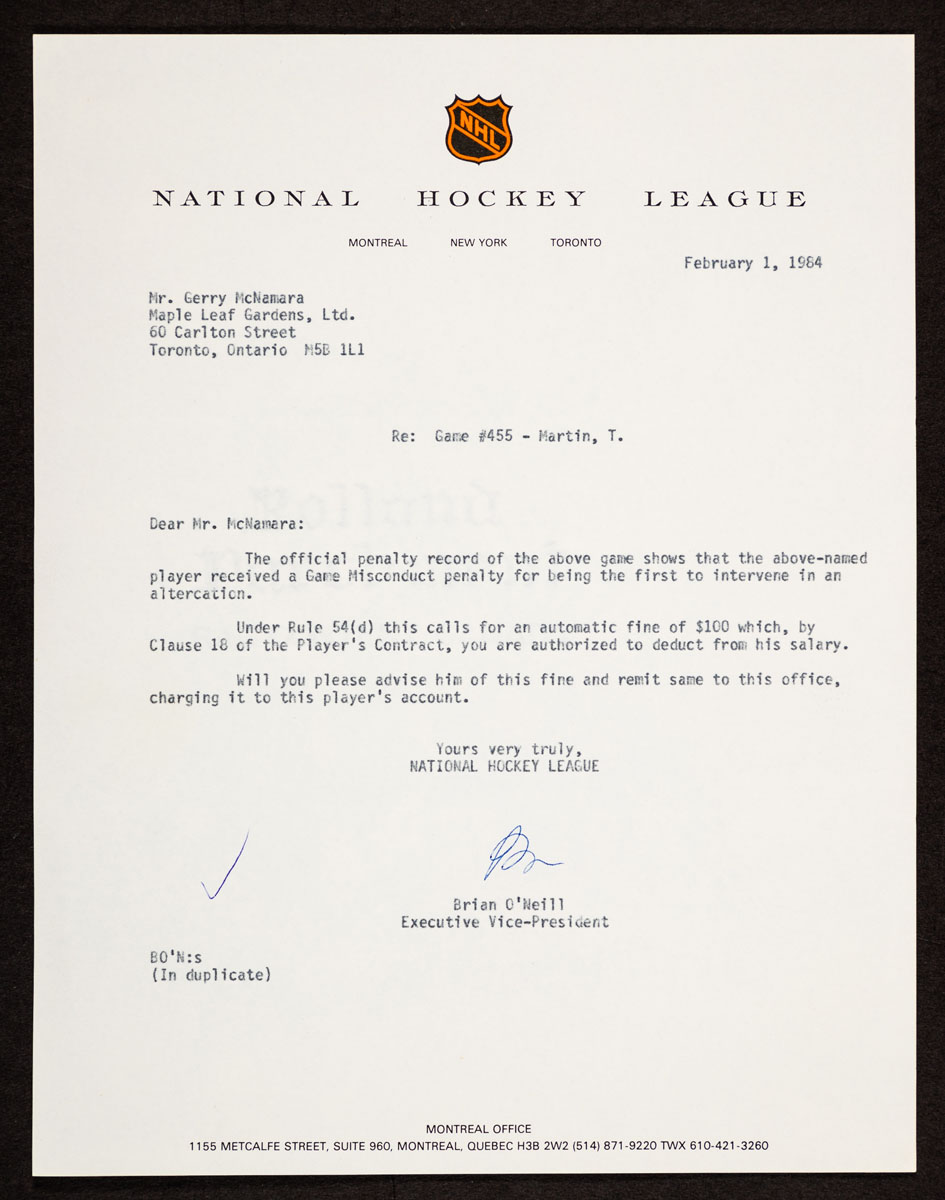 NHL
NATIONAL HOCKEY LEAGUE
MONTREAL NEW YORK TORONTO
February 1, 1984
Mr. Gerry McNamara
Maple Leaf Gardens, Ltd.
60 Carlton Street
Toronto, Ontario M5B 1L1
Re: Game #455 - Martin, T.
Dear Mr. McNamara:
The official penalty record of the above game shows that the above-named
player received a Game Misconduct penalty for being the first to intervene in an
altercation.
Under Rule 54(d) this calls for an automatic fine of $100 which, by
Clause 18 of the Player's Contract, you are authorized to deduct from his salary.
Will you please advise him of this fine and remit same to this office,
charging it to this player's account.
Yours very truly,
NATIONAL HOCKEY LEAGUE
Brian O'Neill
Executive Vice-President
BO'N:s
(In duplicate)
MONTREAL OFFICE
1155 METCALFE STREET, SUITE 960, MONTREAL, QUEBEC H3B 2W2 (514) 871-9220 TWX 610-421-3260